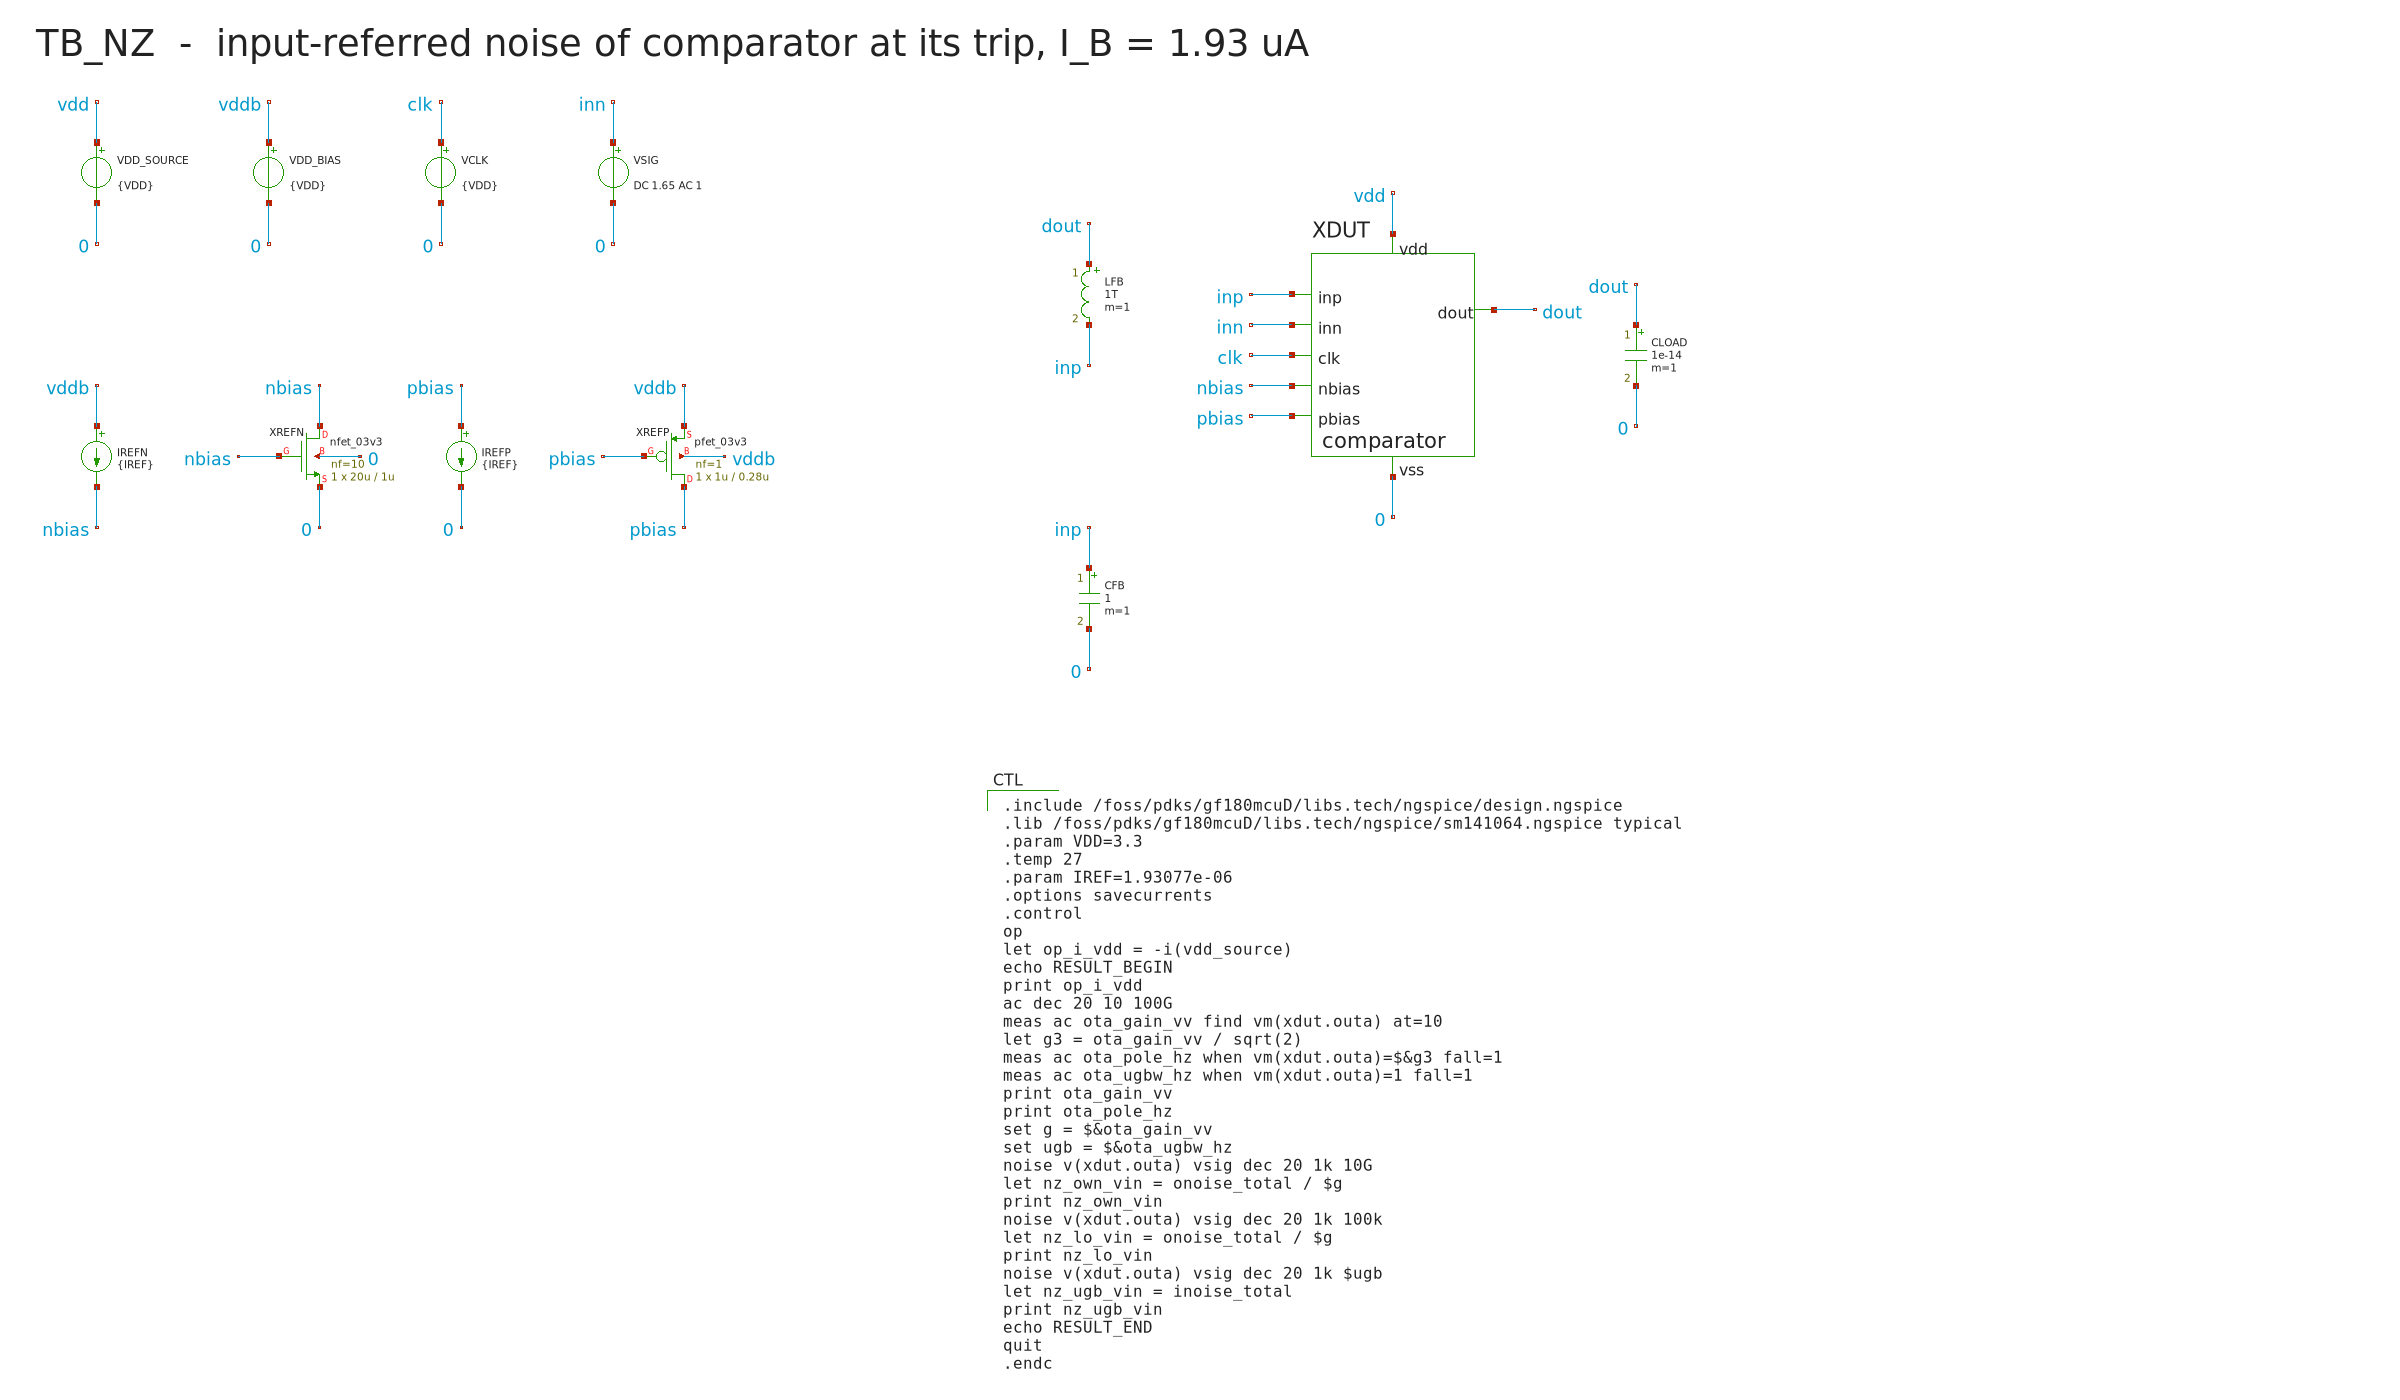 TB_NZ - input-referred noise of comparator at its trip, I_B = 1.93 uA
vdd
+
VDD_SOURCE
{VDD}
0
vddb
+
VDD_BIAS
{VDD}
0
clk
+
VCLK
{VDD}
0
inn
+
VSIG
DC 1.65 AC 1
0
vddb
+
IREFN
{IREF}
nbias
nbias
XREFN
D
nfet_03v3
nbias
G
B
0
nf=10
S
1 x 20u / 1u
0
pbias
+
IREFP
{IREF}
0
vddb
XREFP
S
pfet_03v3
pbias
G
B
vddb
nf=1
D
1 x 1u / 0.28u
pbias
dout
1
+
LFB
1T
m=1
2
inp
inp
1
+
CFB
1
m=1
2
0
vdd
XDUT
vdd
inp
inp
inn
inn
clk
clk
nbias
nbias
pbias
pbias
dout
dout
comparator
vss
0
dout
1
+
CLOAD
1e-14
m=1
2
0
CTL
.include /foss/pdks/gf180mcuD/libs.tech/ngspice/design.ngspice
.lib /foss/pdks/gf180mcuD/libs.tech/ngspice/sm141064.ngspice typical
.param VDD=3.3
.temp 27
.param IREF=1.93077e-06
.options savecurrents
.control
op
let op_i_vdd = -i(vdd_source)
echo RESULT_BEGIN
print op_i_vdd
ac dec 20 10 100G
meas ac ota_gain_vv find vm(xdut.outa) at=10
let g3 = ota_gain_vv / sqrt(2)
meas ac ota_pole_hz when vm(xdut.outa)=$&g3 fall=1
meas ac ota_ugbw_hz when vm(xdut.outa)=1 fall=1
print ota_gain_vv
print ota_pole_hz
set g = $&ota_gain_vv
set ugb = $&ota_ugbw_hz
noise v(xdut.outa) vsig dec 20 1k 10G
let nz_own_vin = onoise_total / $g
print nz_own_vin
noise v(xdut.outa) vsig dec 20 1k 100k
let nz_lo_vin = onoise_total / $g
print nz_lo_vin
noise v(xdut.outa) vsig dec 20 1k $ugb
let nz_ugb_vin = inoise_total
print nz_ugb_vin
echo RESULT_END
quit
.endc